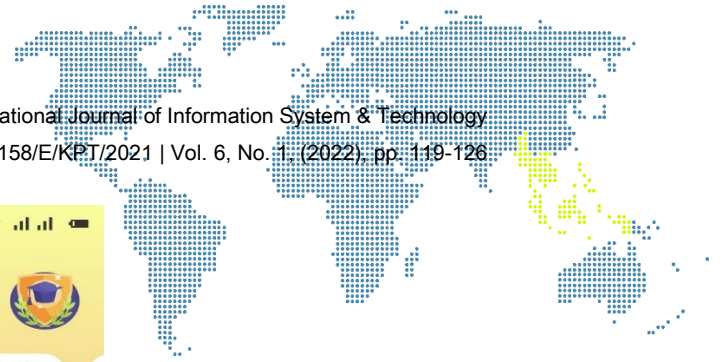 ational Journal of Information System & Technology
158/E/KPT/2021 | Vol. 6, No. 1, (2022), pp. 119-126